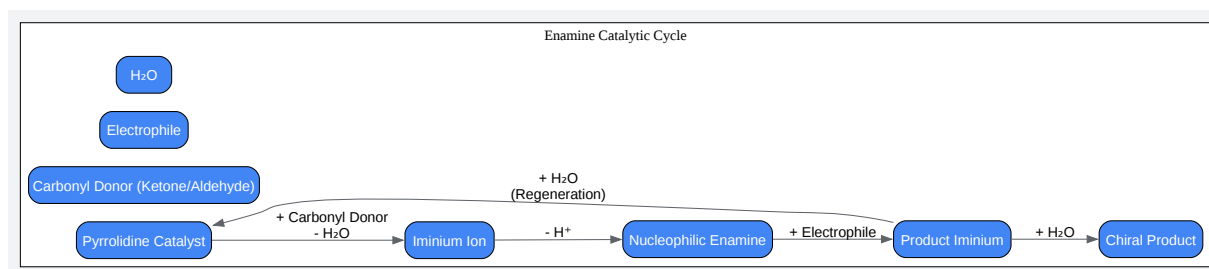 Enamine Catalytic Cycle
H₂O
Electrophile
Carbonyl Donor (Ketone/Aldehyde)
+ H₂O
(Regeneration)
Pyrrolidine Catalyst
+ Carbonyl Donor
- H₂O
Iminium Ion
- H⁺
Nucleophilic Enamine
+ Electrophile
Product Iminium
+ H₂O
Chiral Product